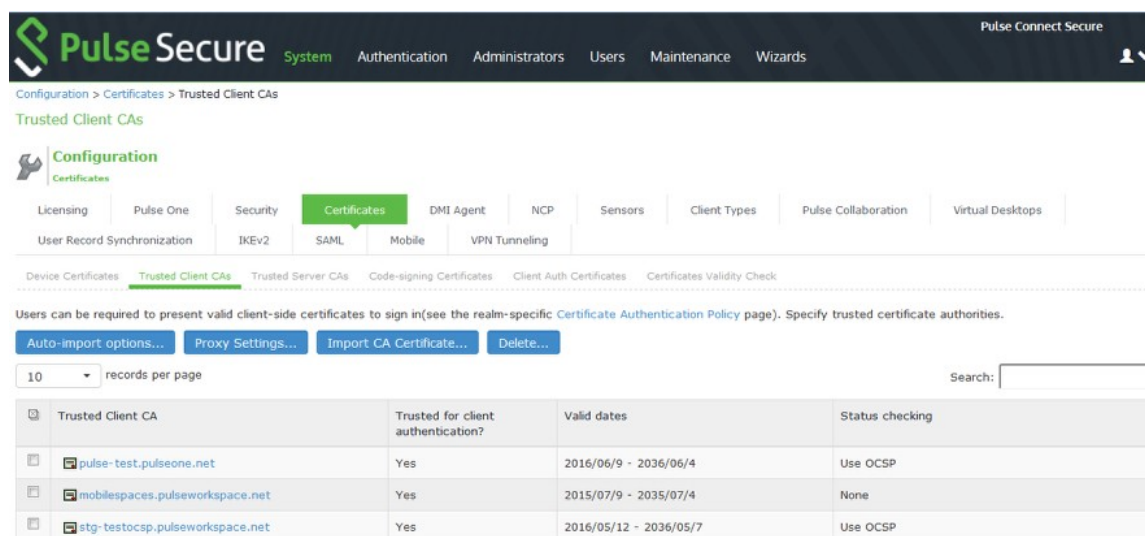 Pulse Connect Secure
Pulse Secure System Authentication Administrators Users Maintenance Wizards
Configuration > Certificates > Trusted Client CAs
Trusted Client CAs
Configuration
Certificates
Licensing Pulse One Security Certificates DMI Agent NCP Sensors Client Types Pulse Collaboration Virtual Desktops
User Record Synchronization IKEv2 SAML Mobile VPN Tunneling
Device Certificates Trusted Client CAs Trusted Server CAs Code-signing Certificates Client Auth Certificates Certificates Validity Check
Users can be required to present valid client-side certificates to sign in(see the realm-specific Certificate Authentication Policy page). Specify trusted certificate authorities.
Auto-import options... Proxy Settings... Import CA Certificate... Delete...
10 records per page Search:
Trusted Client CA Trusted for client authentication? Valid dates Status checking
pulse-test.pulseone.net Yes 2016/06/9 - 2036/06/4 Use OCSP
mobilespaces.pulseworkspace.net Yes 2015/07/9 - 2035/07/4 None
stg-testocsp.pulseworkspace.net Yes 2016/05/12 - 2036/05/7 Use OCSP